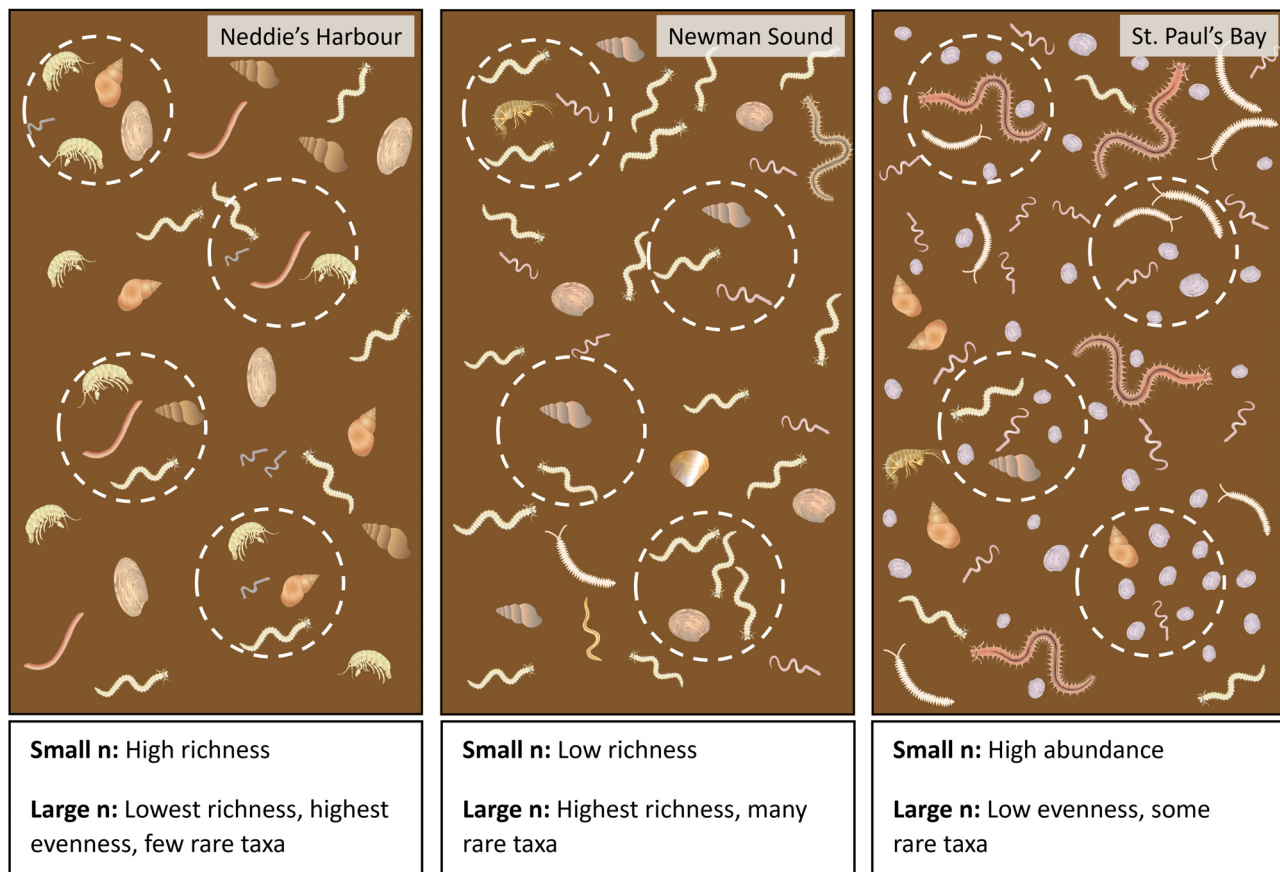 Neddie’s Harbour
Newman Sound
St. Paul’s Bay
Small n: High richness
Large n: Lowest richness, highest
evenness, few rare taxa
Small n: Low richness
Large n: Highest richness, many
rare taxa
Small n: High abundance
Large n: Low evenness, some
rare taxa